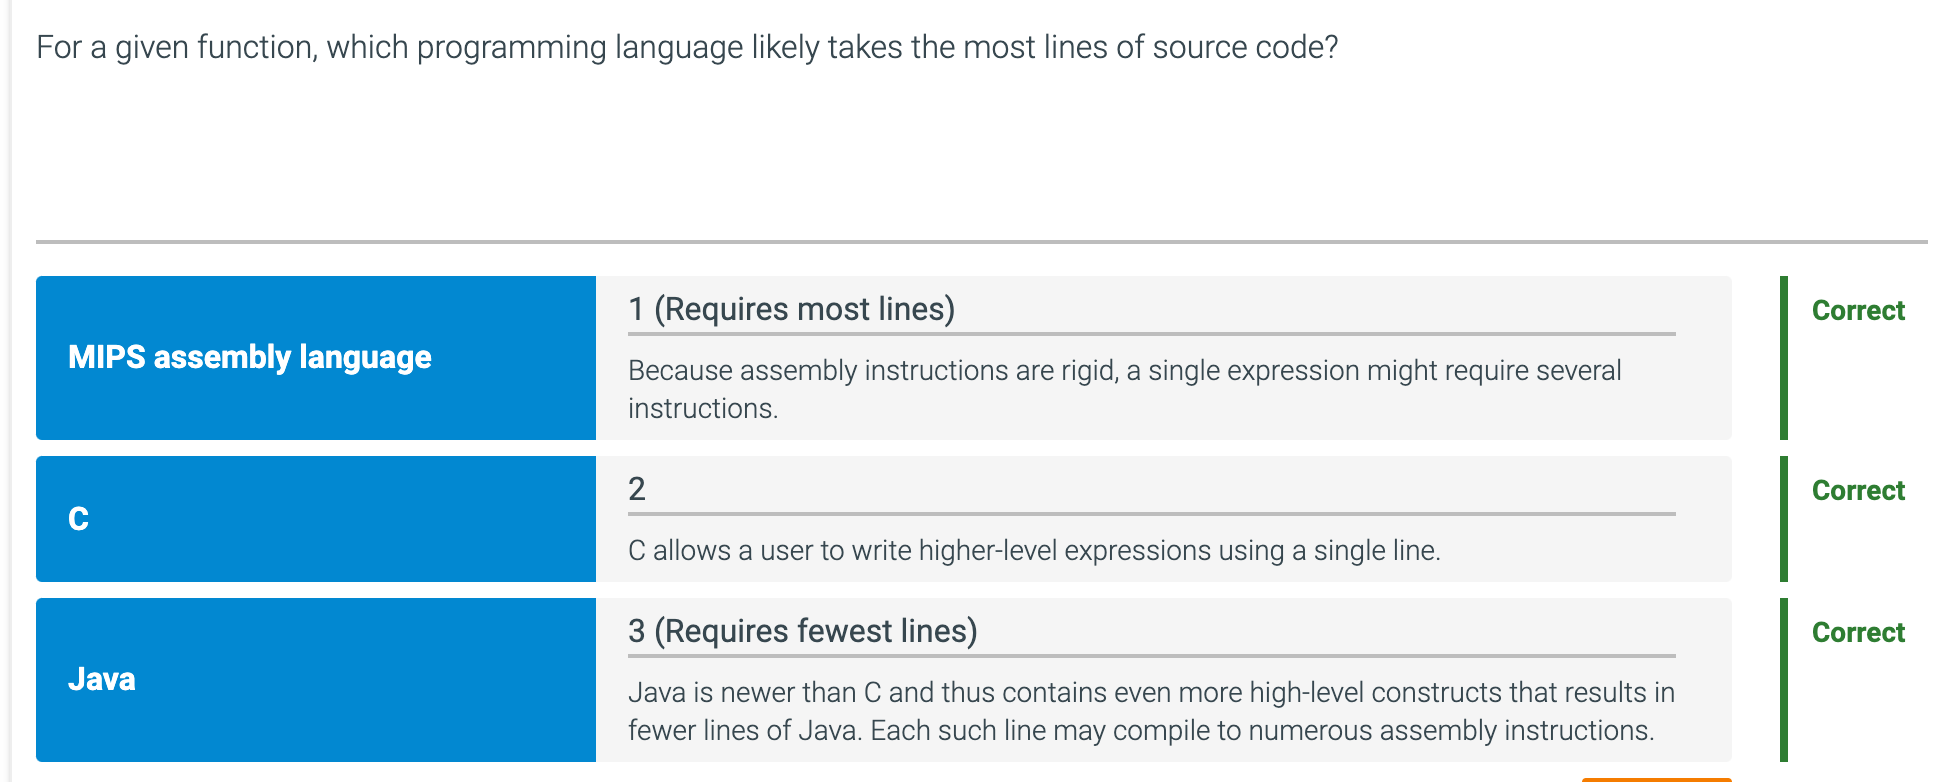 For a given function, which programming language likely takes the most lines of source code?
MIPS assembly language
1 (Requires most lines)
Correct
Because assembly instructions are rigid, a single expression might require several
instructions.
C
2
Correct
C allows a user to write higher-level expressions using a single line.
Java
3 (Requires fewest lines)
Correct
Java is newer than C and thus contains even more high-level constructs that results in
fewer lines of Java. Each such line may compile to numerous assembly instructions.